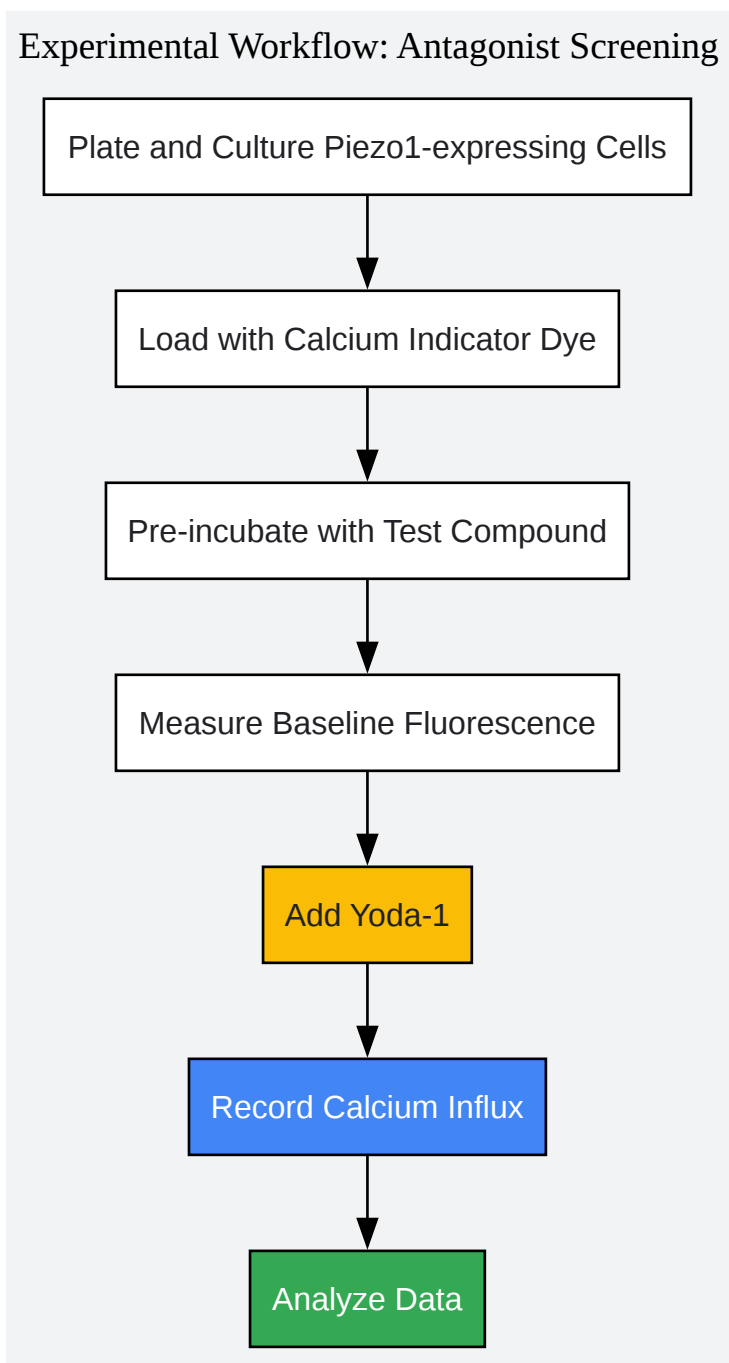 Experimental Workflow: Antagonist Screening
Plate and Culture Piezo1-expressing Cells
Load with Calcium Indicator Dye
Pre-incubate with Test Compound
Measure Baseline Fluorescence
Add Yoda-1
Record Calcium Influx
Analyze Data